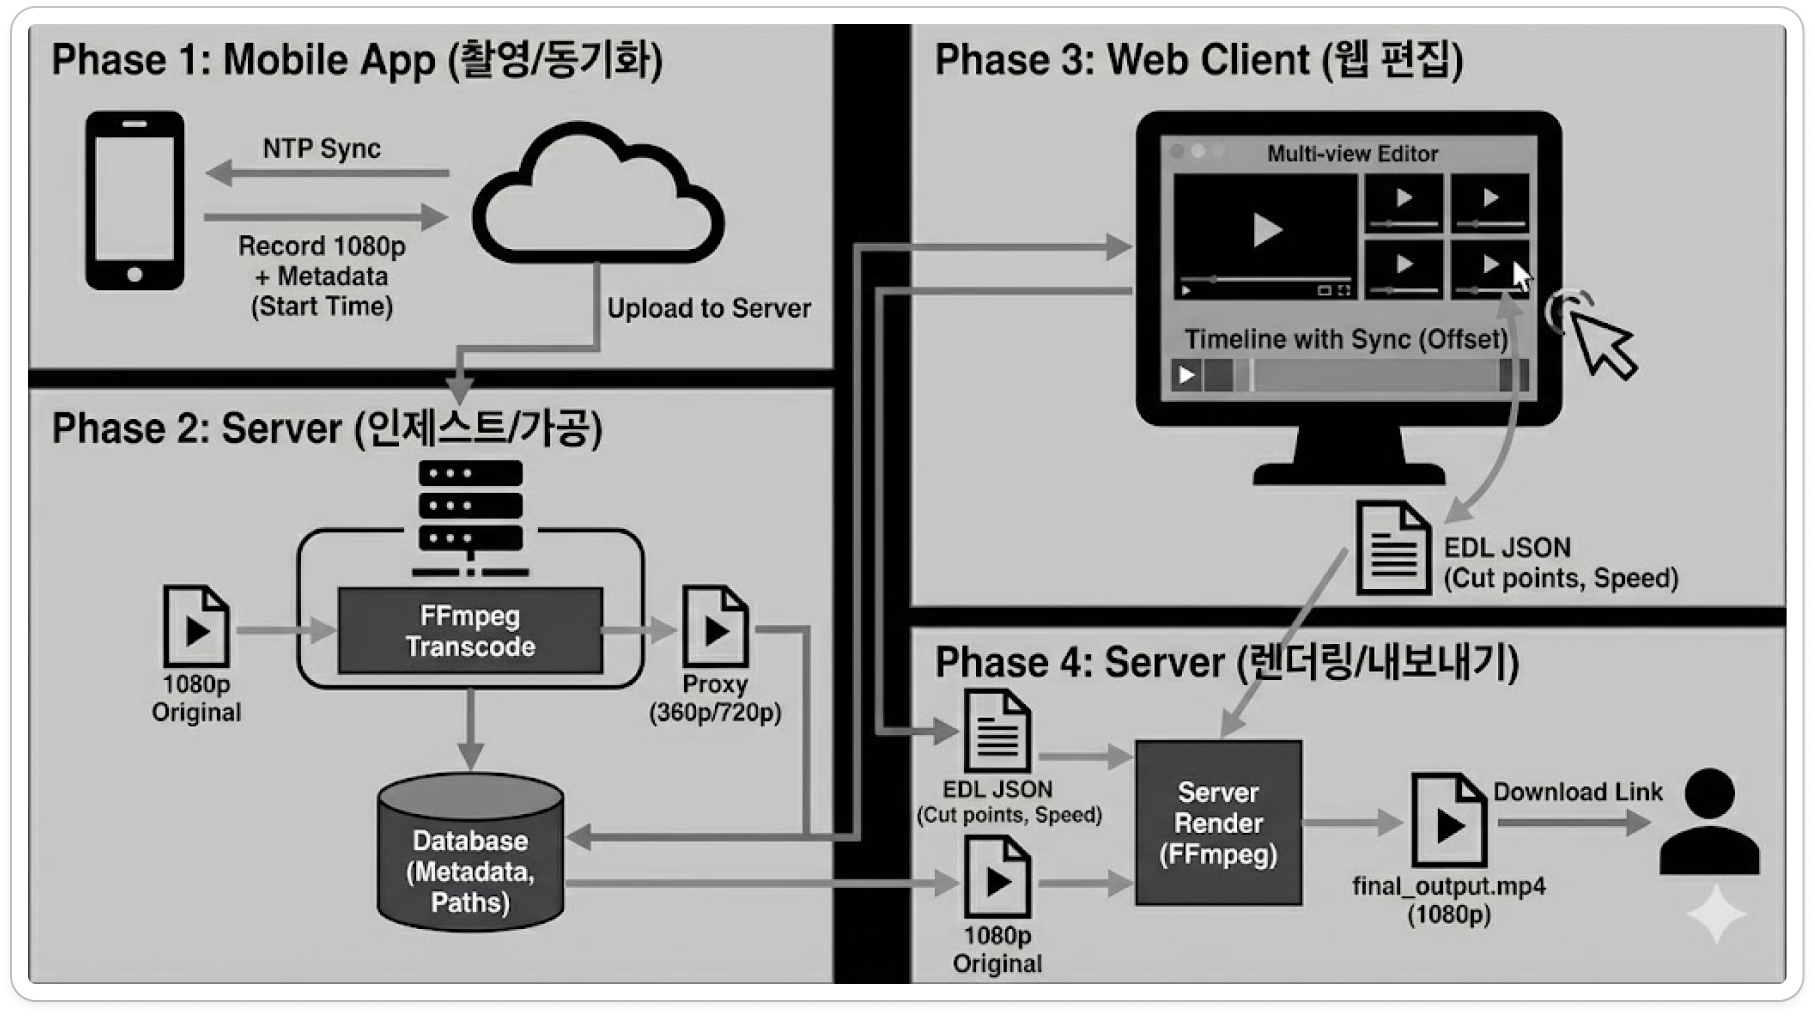 Phase 1: Mobile App (촬영/동기화)
NTP Sync
Record 1080p
+ Metadata
(Start Time)
Upload to Server
Phase 2: Server (인제스트/가공)
FFmpeg
Transcode
1080p
Original
Proxy
(360p/720p)
Database
(Metadata,
Paths)
Phase 3: Web Client (웹 편집)
Multi-view Editor
Timeline with Sync (Offset)
EDL JSON
(Cut points, Speed)
Phase 4: Server (렌더링/내보내기)
EDL JSON
(Cut points, Speed)
1080p
Original
Server
Render
(FFmpeg)
final_output.mp4
(1080p)
Download Link